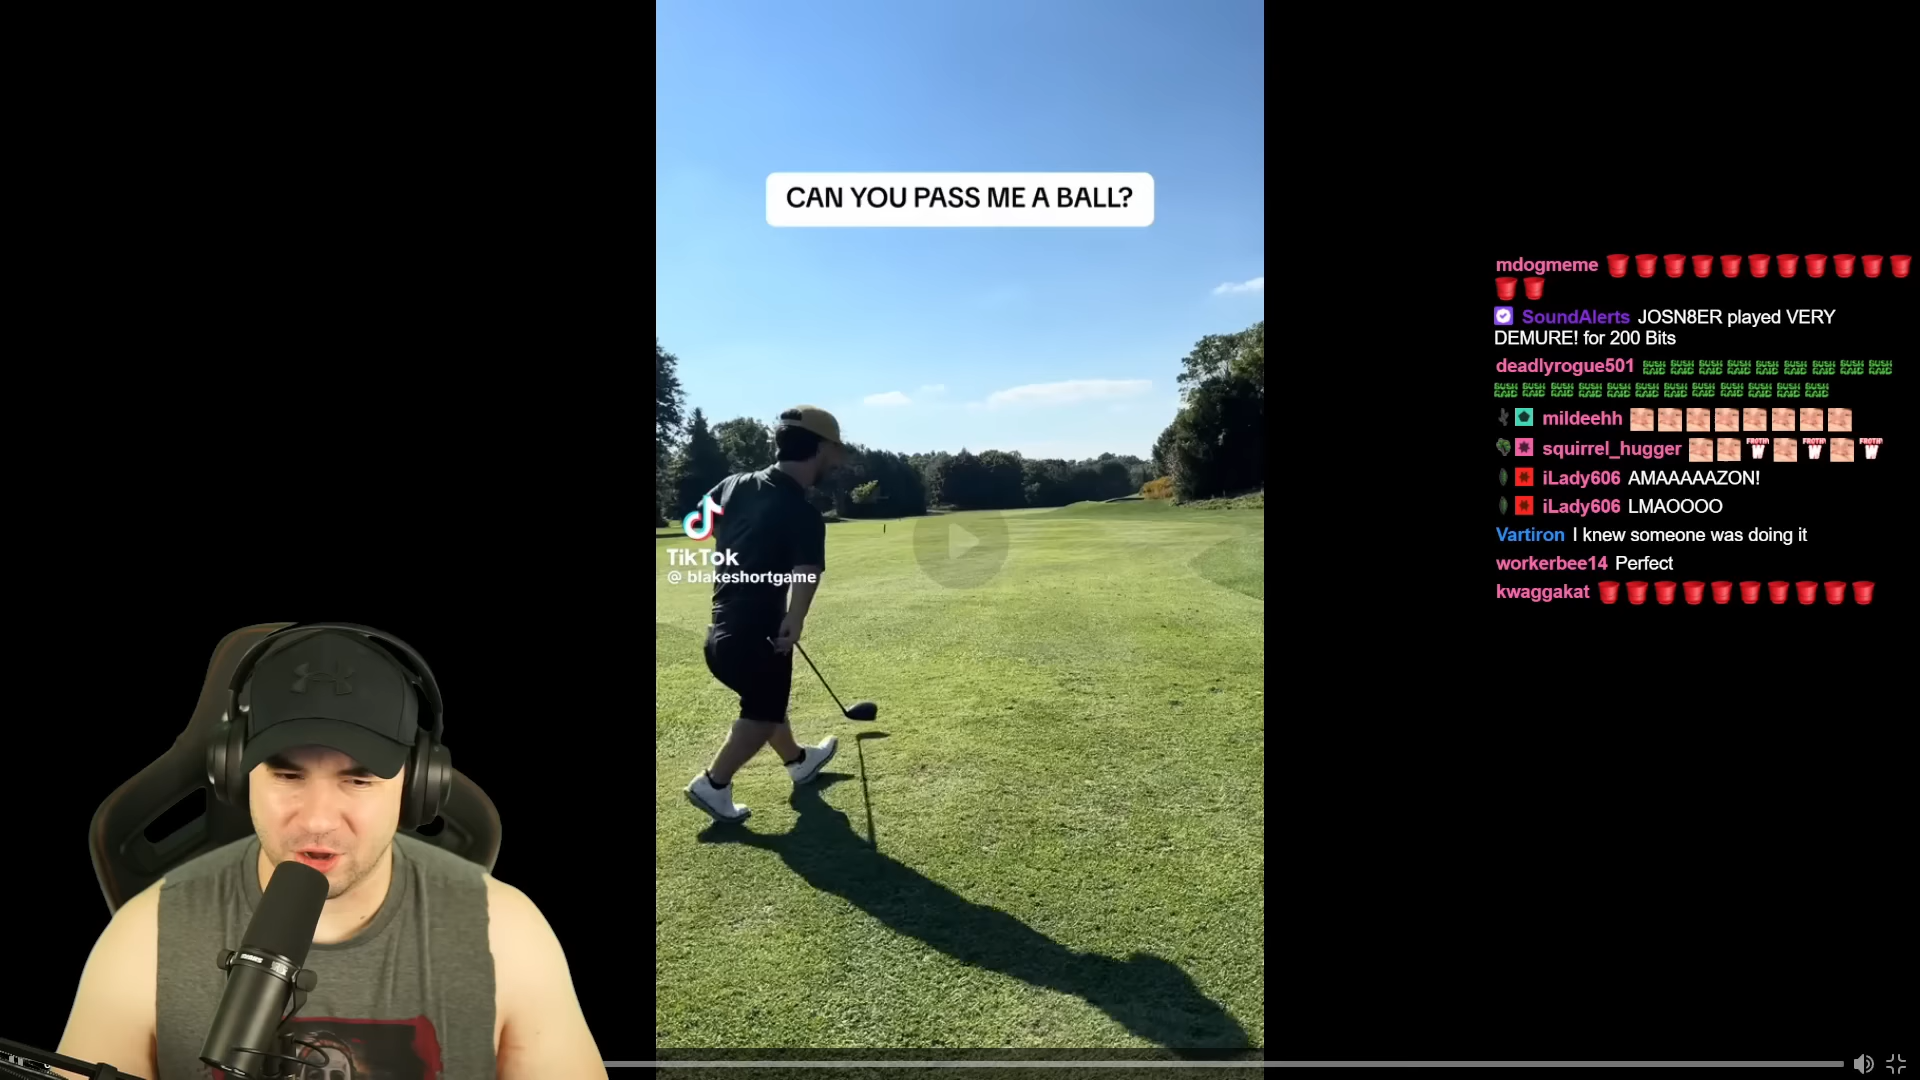 CAN YOU PASS ME A BALL?
TikTok
@ blakeshortgame
mdogmeme
SoundAlerts JOSN8ER played VERY
DEMURE! for 200 Bits
deadlyrogue501
mildeehh
squirrel_hugger
iLady606 AMAAAAAZON!
iLady606 LMAOOOO
Vartiron I knew someone was doing it
workerbee14 Perfect
kwaggakat